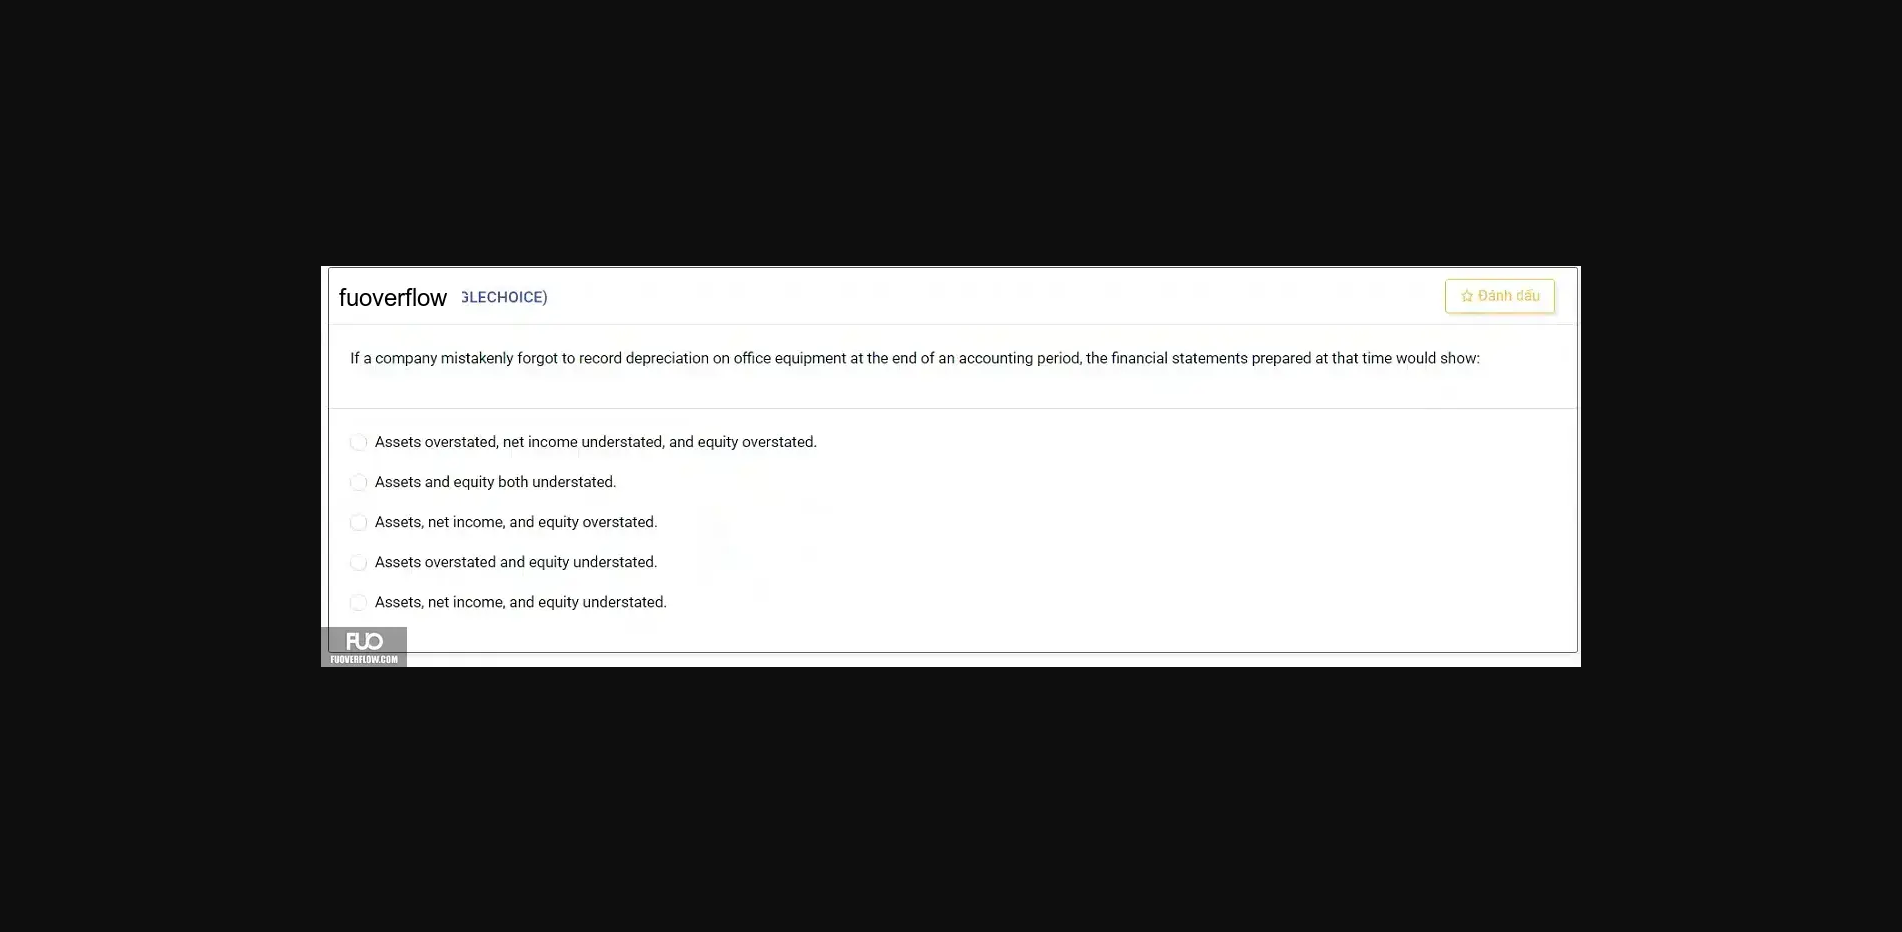 fuoverflow GLECHOICE)
Đánh dấu
If a company mistakenly forgot to record depreciation on office equipment at the end of an accounting period, the financial statements prepared at that time would show:
Assets overstated, net income understated, and equity overstated.
Assets and equity both understated.
Assets, net income, and equity overstated.
Assets overstated and equity understated.
Assets, net income, and equity understated.
FUO
FUOVERFLOW.COM